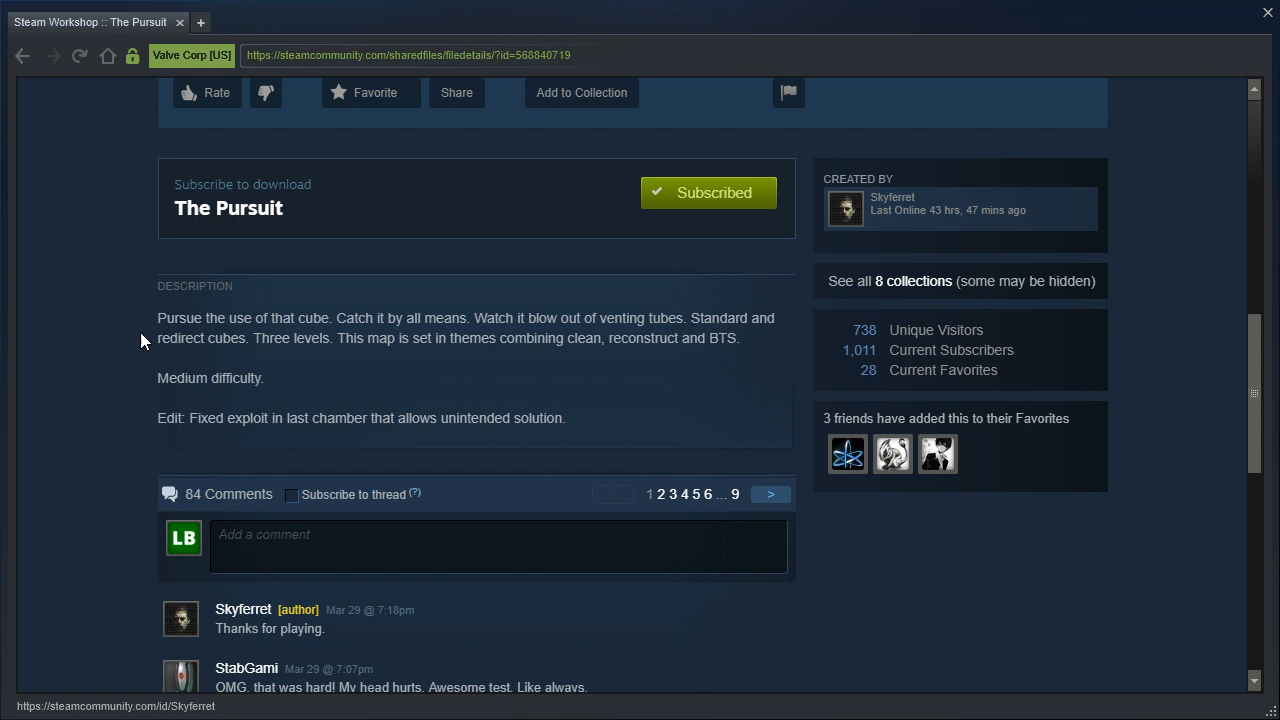 Steam Workshop :: The Pursuit
Valve Corp [US]
https://steamcommunity.com/sharedfiles/filedetails/?id=568840719
Rate
Favorite
Share
Add to Collection
Subscribe to download
The Pursuit
Subscribed
CREATED BY
Skyferret
Last Online 43 hrs, 47 mins ago
See all 8 collections (some may be hidden)
DESCRIPTION
Pursue the use of that cube. Catch it by all means. Watch it blow out of venting tubes. Standard and
redirect cubes. Three levels. This map is set in themes combining clean, reconstruct and BTS.
Medium difficulty.
Edit: Fixed exploit in last chamber that allows unintended solution.
738 Unique Visitors
1,011 Current Subscribers
28 Current Favorites
3 friends have added this to their Favorites
84 Comments Subscribe to thread (?) 1 2 3 4 5 6 ... 9 >
LB
Add a comment
Skyferret [author] Mar 29 @ 7:18pm
Thanks for playing.
StabGami Mar 29 @ 7:07pm
OMG, that was hard! My head hurts. Awesome test. Like always.
https://steamcommunity.com/id/Skyferret